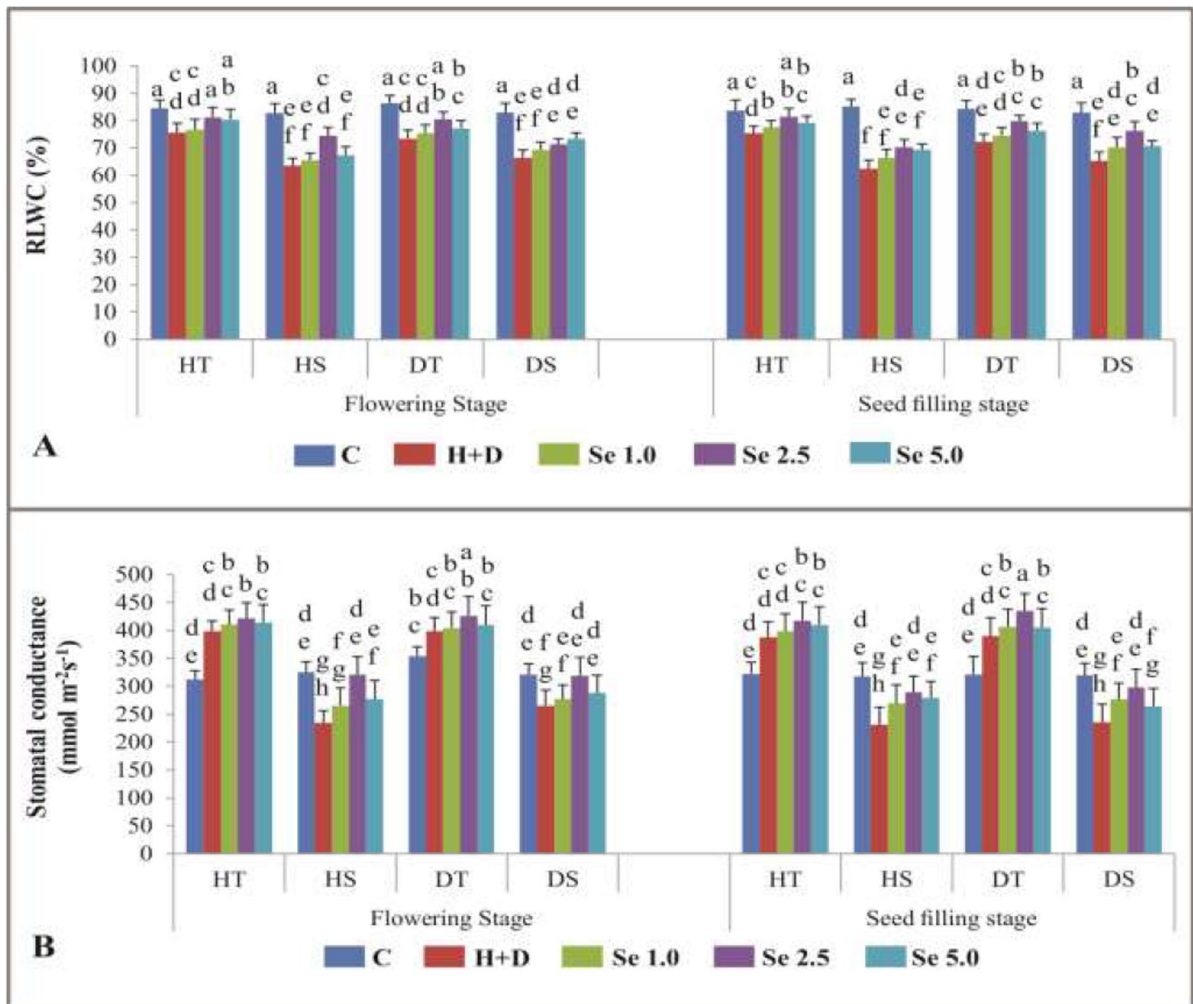 RLWC (%)
100
90
80
70
60
50
40
30
20
10
0
a c d c d a a b
a e f e f c d e f
a c d c d a b b c
a e f e f d e d e
a c d b a b b c
a f e f d e e f
a d e c d b c b c
a e f d e b c d e
HT HS DT DS HT HS DT DS
Flowering Stage Seed filling stage
A
C H+D Se 1.0 Se 2.5 Se 5.0
Stomatal conductance
(mmol m⁻²s⁻¹)
500
450
400
350
300
250
200
150
100
50
0
d e c d b c b b c
d e g h f g d e e f
b c c d b c a b b c
d e f g e f d e d e
d e c d c d b c b c
d e g h e f d e e f
d e c d b c a b c
d e g h e f d e f g
HT HS DT DS HT HS DT DS
Flowering Stage Seed filling stage
B
C H+D Se 1.0 Se 2.5 Se 5.0